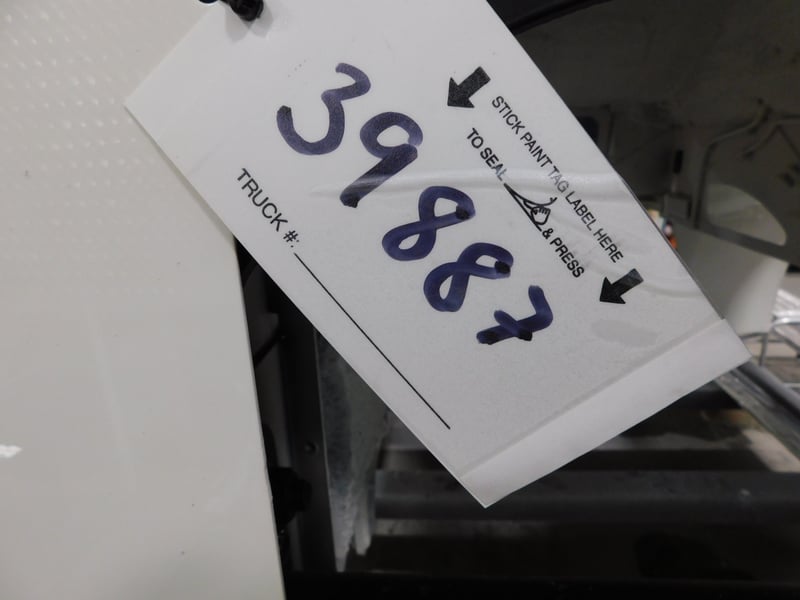 STICK PAINT TAG LABEL HERE
TO SEAL & PRESS
39887
TRUCK #: